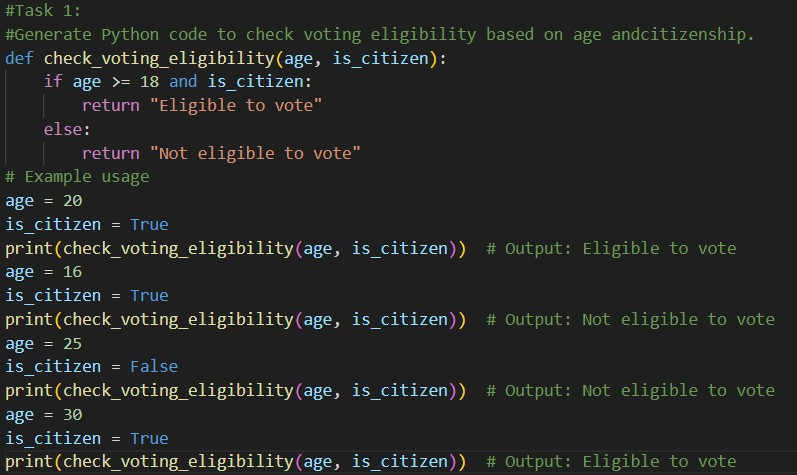 #Task 1:
#Generate Python code to check voting eligibility based on age andcitizenship.
def check_voting_eligibility(age, is_citizen):
    if age >= 18 and is_citizen:
        return "Eligible to vote"
    else:
        return "Not eligible to vote"
# Example usage
age = 20
is_citizen = True
print(check_voting_eligibility(age, is_citizen))  # Output: Eligible to vote
age = 16
is_citizen = True
print(check_voting_eligibility(age, is_citizen))  # Output: Not eligible to vote
age = 25
is_citizen = False
print(check_voting_eligibility(age, is_citizen))  # Output: Not eligible to vote
age = 30
is_citizen = True
print(check_voting_eligibility(age, is_citizen))  # Output: Eligible to vote